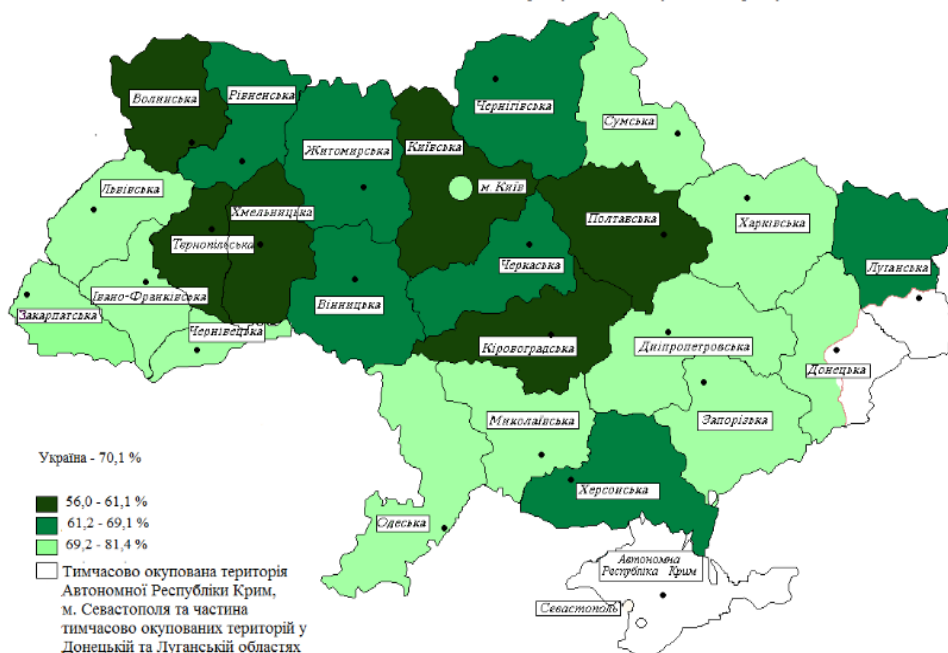 Волинська
Рівненська
Житомирська
Київська
Чернігівська
Сумська
Львівська
Хмельницька
м. Київ
Полтавська
Харківська
Тернопільська
Черкаська
Луганська
Івано-Франківська
Закарпатська
Вінницька
Чернівецька
Кіровоградська
Дніпропетровська
Донецька
Миколаївська
Запорізька
Херсонська
Одеська
Автономна
Республіка Крим
Севастополь
Україна - 70,1 %
56,0 - 61,1 %
61,2 - 69,1 %
69,2 - 81,4 %
Тимчасово окупована територія
Автономної Республіки Крим,
м. Севастополя та частина
тимчасово окупованих територій у
Донецькій та Луганській областях